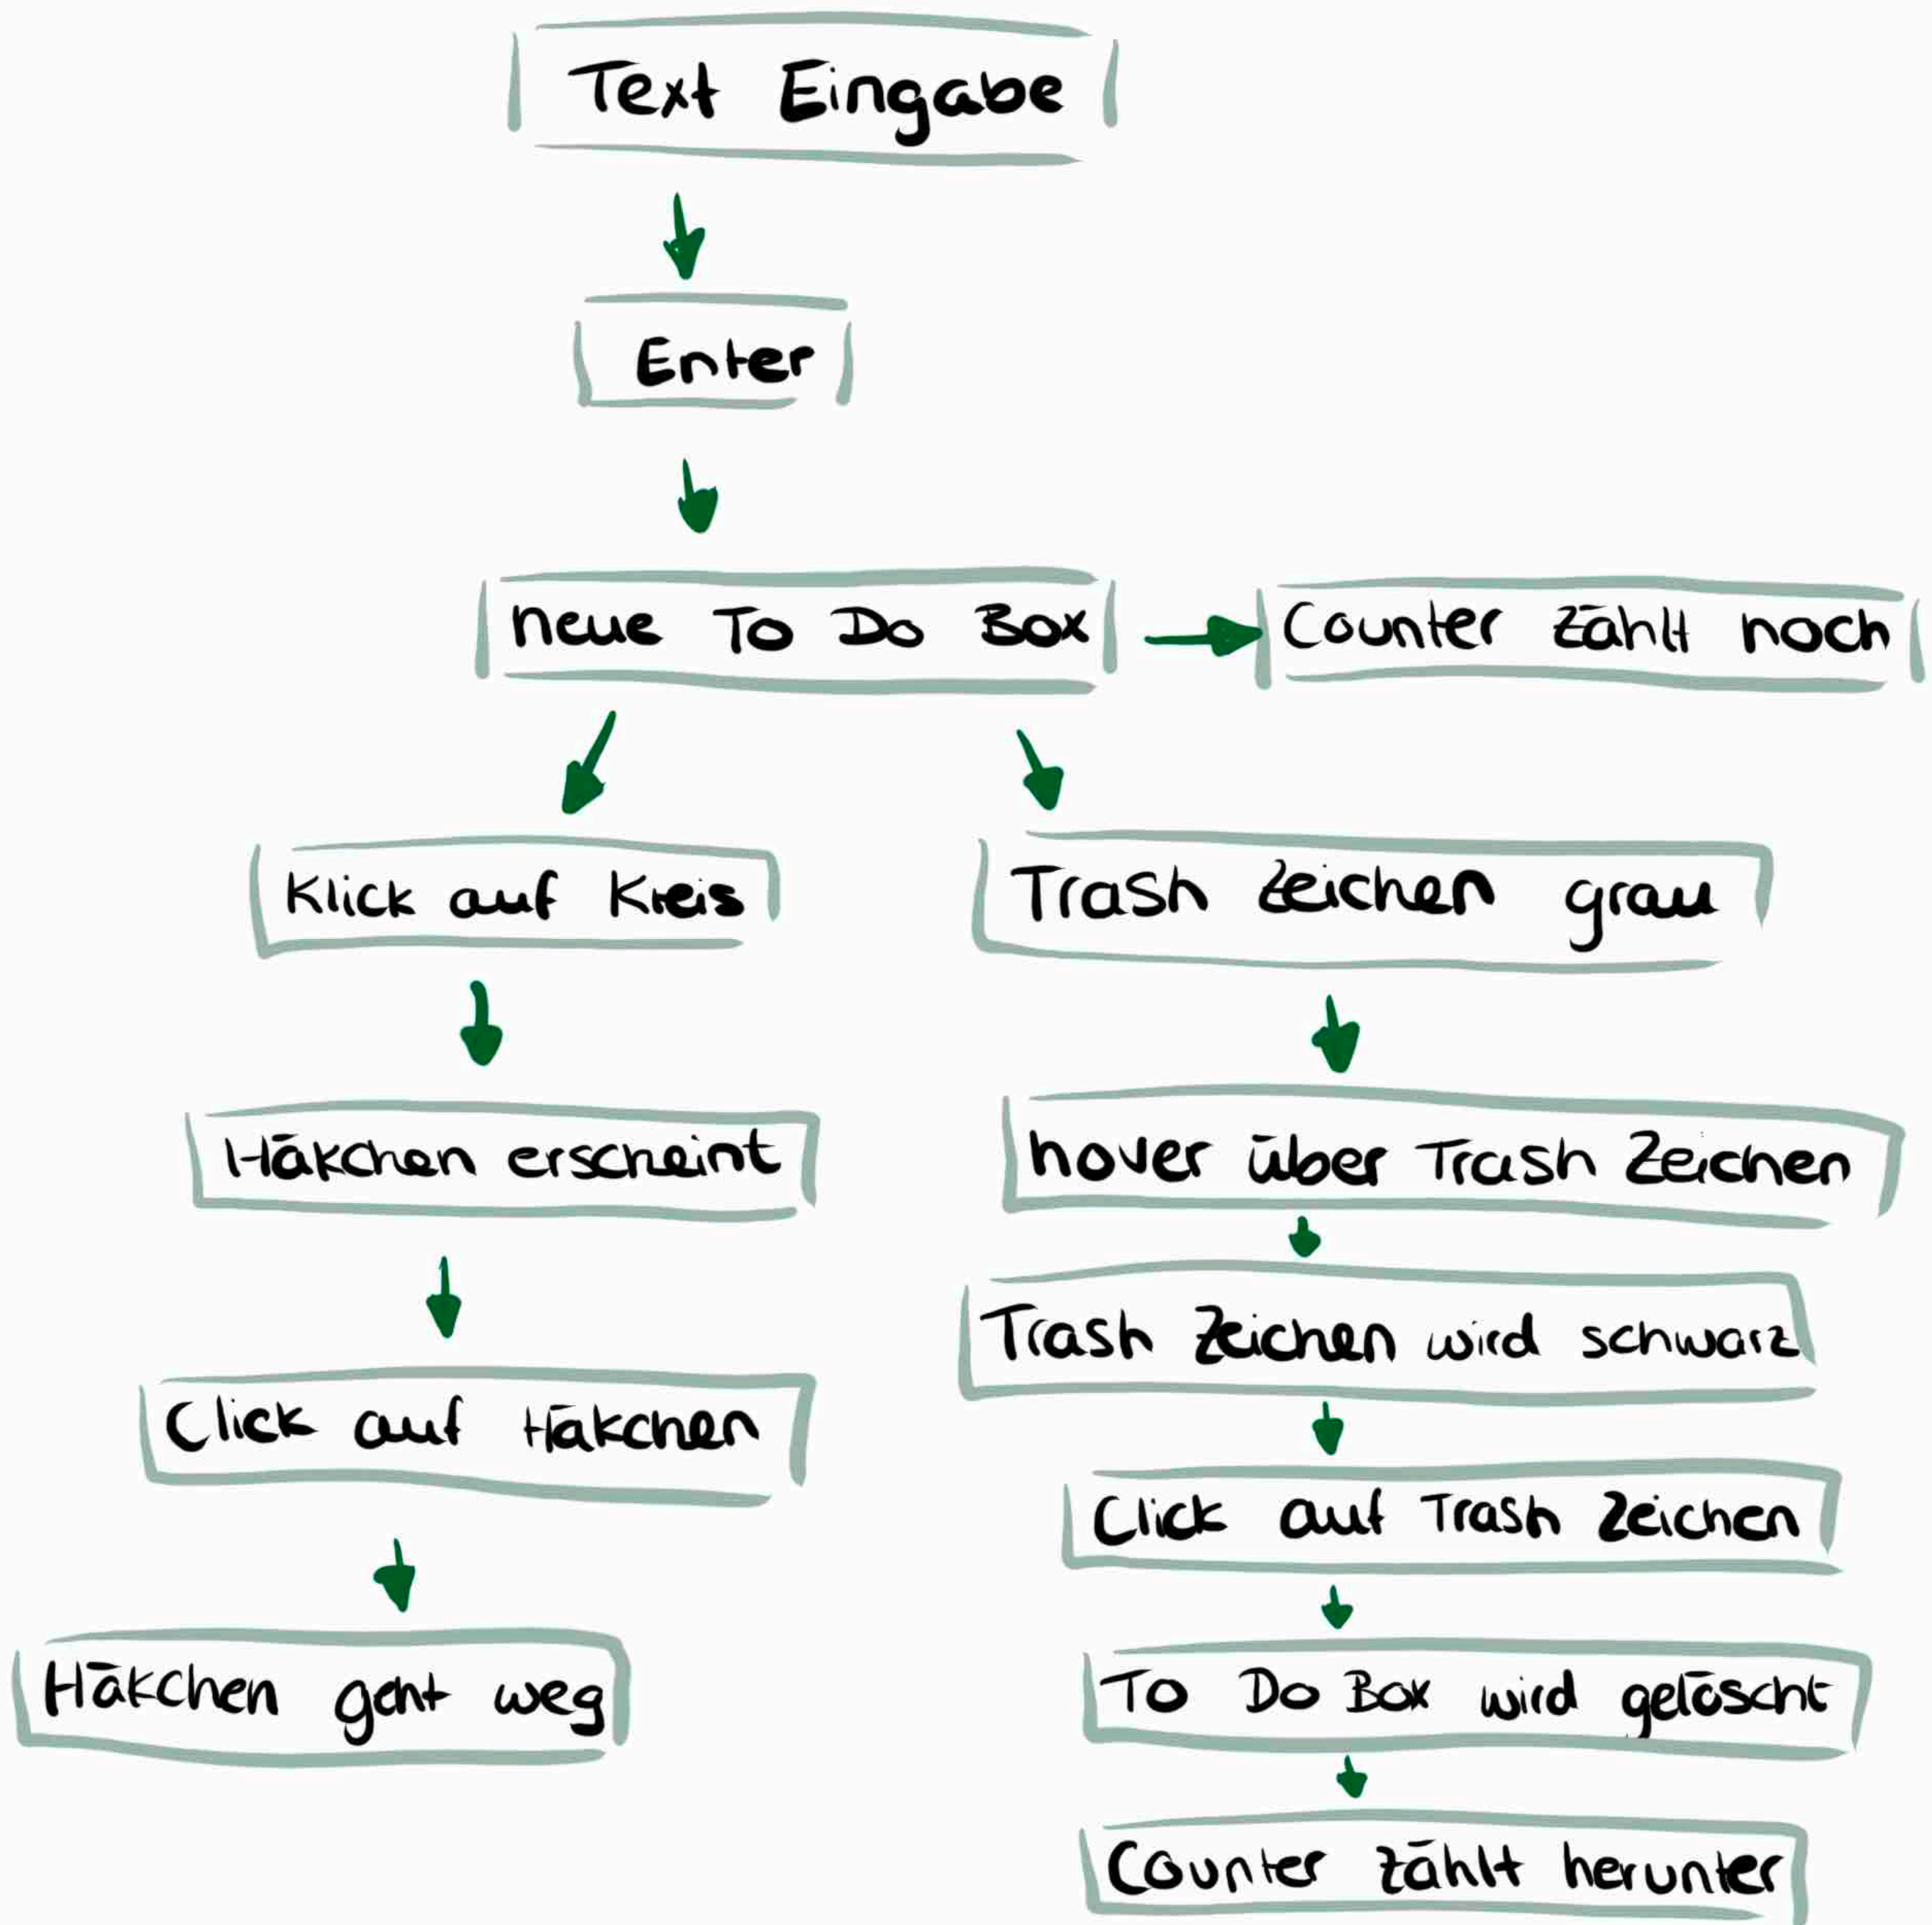 Text Eingabe
Enter
neue To Do Box
Counter zählt hoch
Klick auf Kreis
Trash Zeichen grau
Häkchen erscheint
hover über Trash Zeichen
Trash Zeichen wird schwarz
Click auf Häkchen
Click auf Trash Zeichen
Häkchen geht weg
To Do Box wird gelöscht
Counter zählt herunter